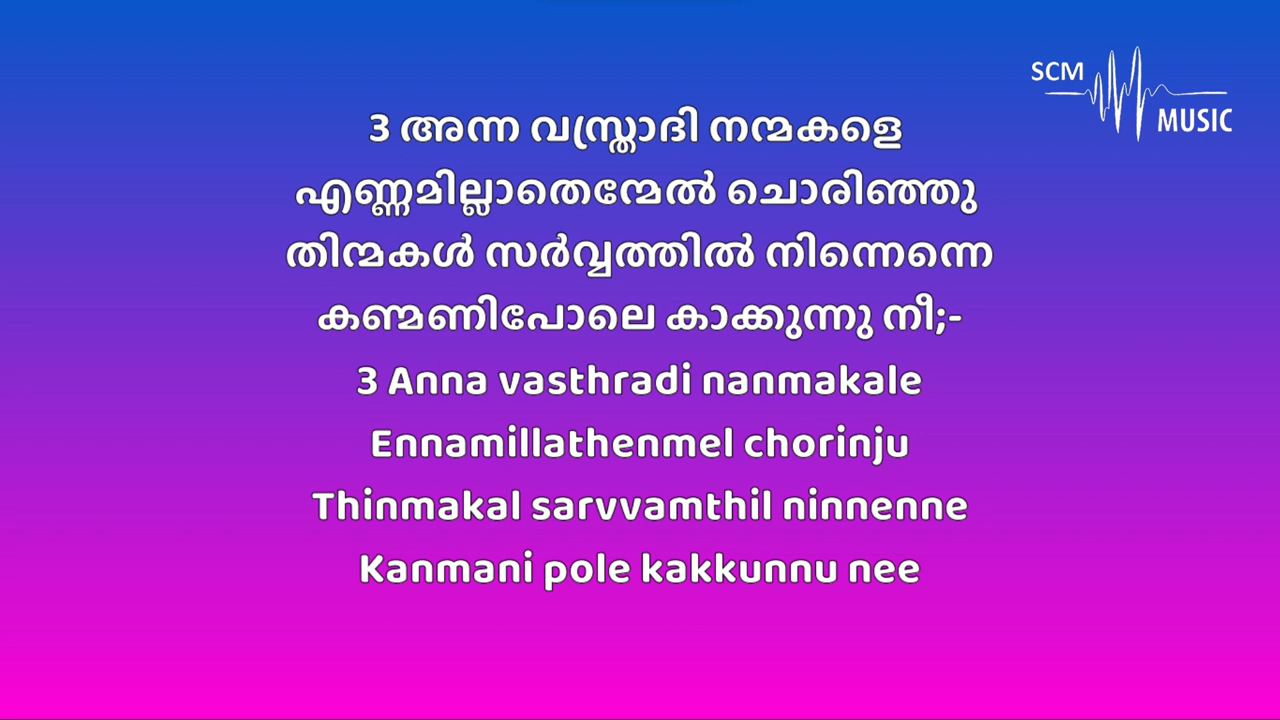 SCM
MUSIC
3 അന്ന വസ്ത്രാദി നന്മകളെ
എണ്ണമില്ലാതെന്മേൽ ചൊരിഞ്ഞു
തിന്മകൾ സർവ്വത്തിൽ നിന്നെന്നെ
കണ്മണിപോലെ കാക്കുന്നു നീ;-
3 Anna vasthradi nanmakale
Ennamillathenmel chorinju
Thinmakal sarvvamthil ninnenne
Kanmani pole kakkunnu nee